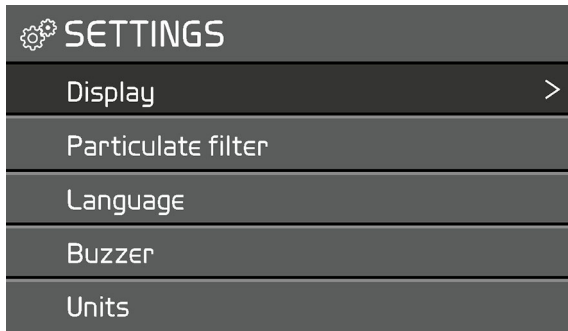 SETTINGS
Display >
Particulate filter
Language
Buzzer
Units